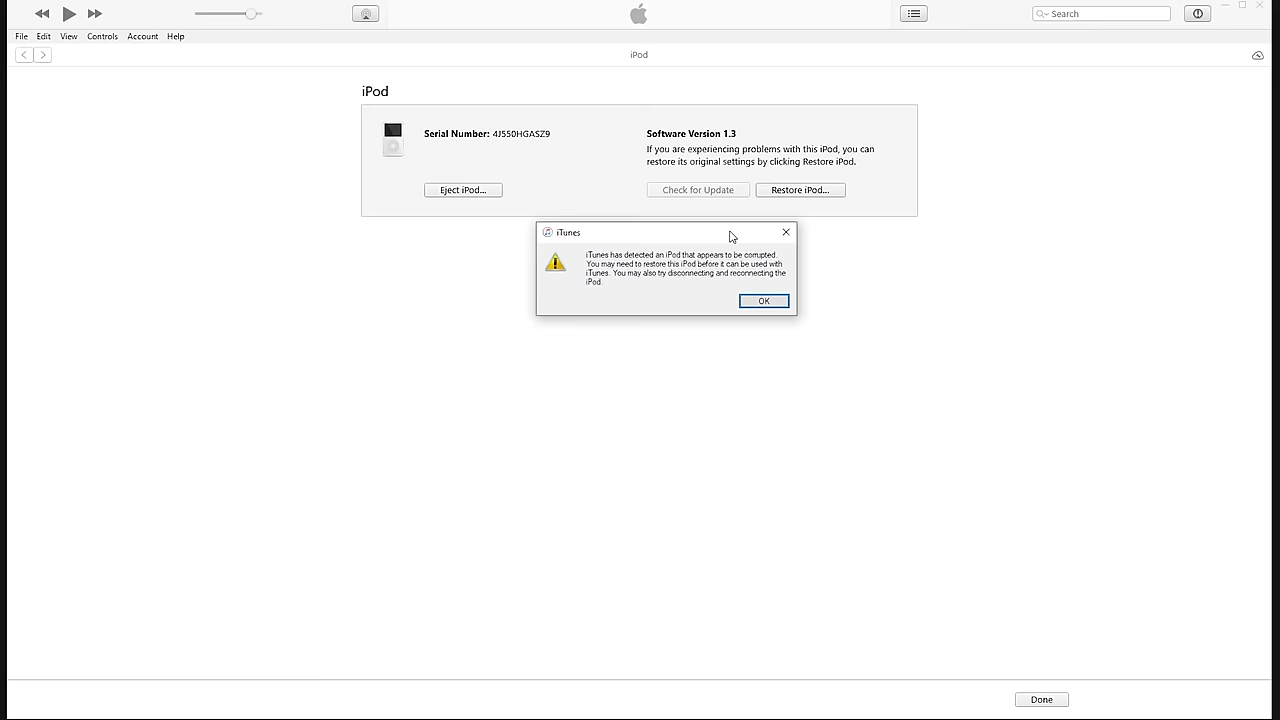 Search
File Edit View Controls Account Help
iPod
iPod
Serial Number: 4J550HGASZ9
Software Version 1.3
If you are experiencing problems with this iPod, you can
restore its original settings by clicking Restore iPod.
Eject iPod...
Check for Update
Restore iPod...
iTunes
iTunes has detected an iPod that appears to be corrupted.
You may need to restore this iPod before it can be used with
iTunes. You may also try disconnecting and reconnecting the
iPod.
OK
Done